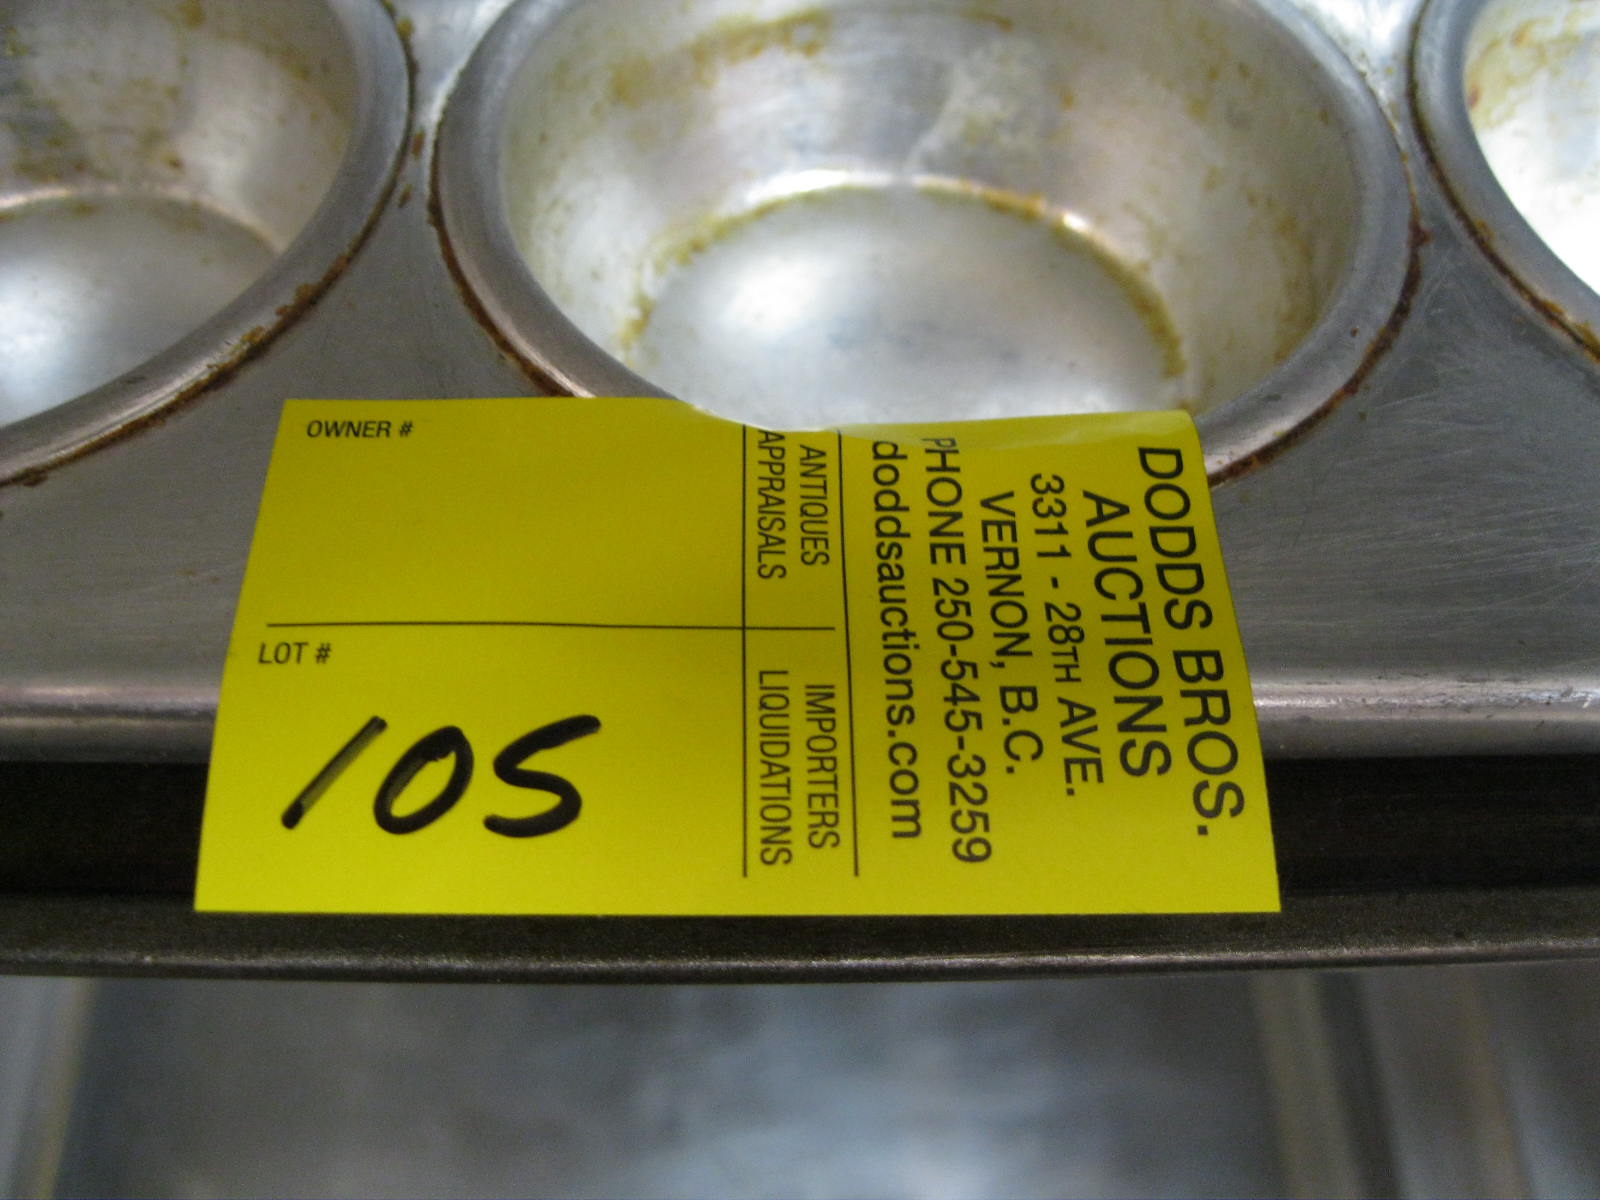 DODDS BROS.
AUCTIONS
3311 - 28TH AVE.
VERNON, B.C.
PHONE 250-545-3259
doddsauctions.com
ANTIQUES
APPRAISALS
IMPORTERS
LIQUIDATIONS
OWNER #
LOT #
105